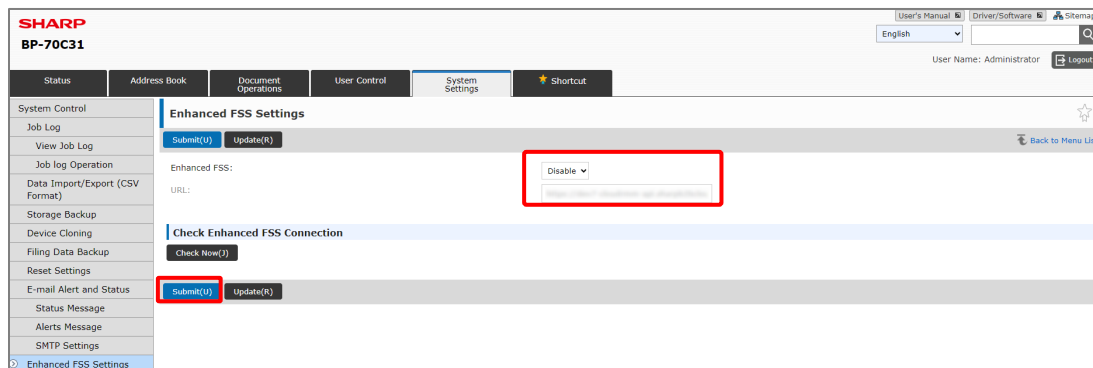 SHARP
BP-70C31
User's Manual
Driver/Software
English
User Name: Administrator
Logout
Status
Address Book
Document
Operations
User Control
System
Settings
Shortcut
System Control
Job Log
View Job Log
Job log Operation
Data Import/Export (CSV
Format)
Storage Backup
Device Cloning
Filing Data Backup
Reset Settings
E-mail Alert and Status
Status Message
Alerts Message
SMTP Settings
Enhanced FSS Settings
Enhanced FSS Settings
Submit(U)
Update(R)
Back to Menu Lis
Enhanced FSS:
Disable
URL:
Check Enhanced FSS Connection
Check Now(J)
Submit(U)
Update(R)